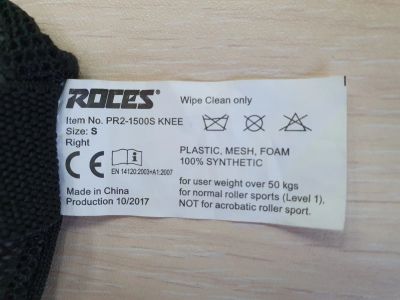 ROCES
Wipe Clean only
Item No. PR2-1500S KNEE
Size: S
Right
PLASTIC, MESH, FOAM
100% SYNTHETIC
CE
i
EN 14120:2003+A1:2007
for user weight over 50 kgs
for normal roller sports (Level 1),
NOT for acrobatic roller sport.
Made in China
Production 10/2017